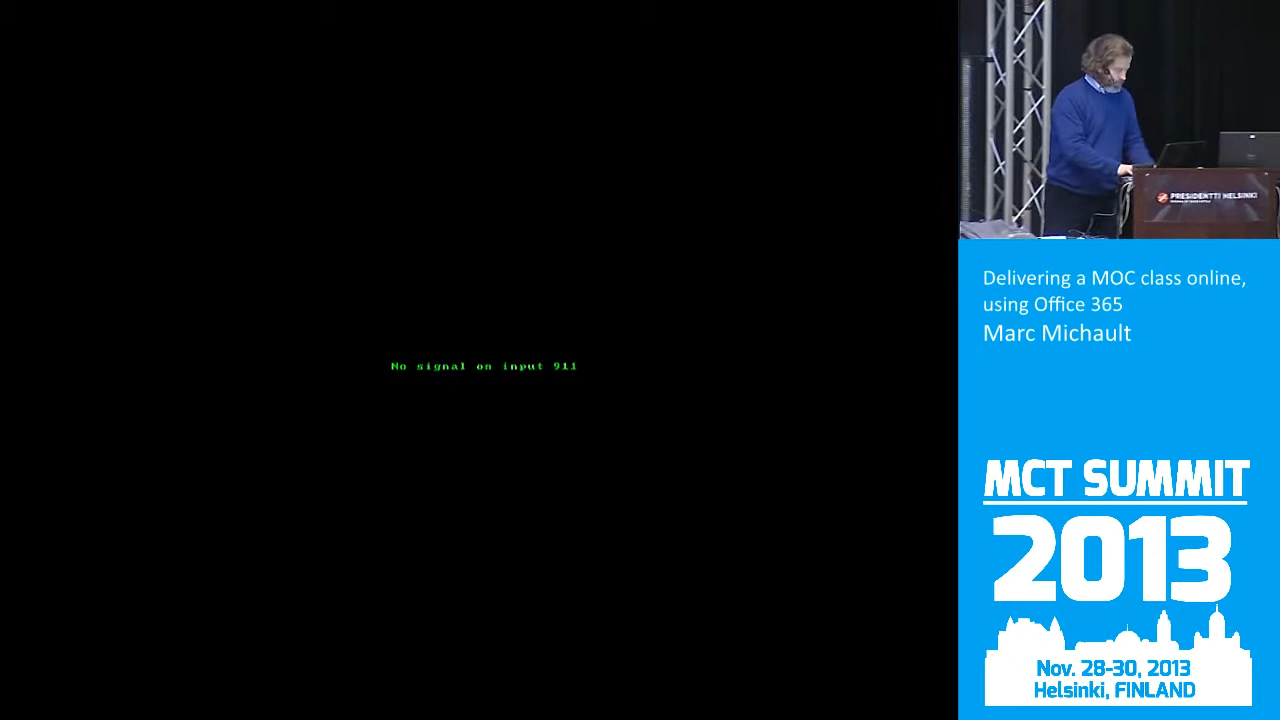 No signal on input 911
PRESIDENTTI HELSINKI
Delivering a MOC class online,
using Office 365
Marc Michault
MCT SUMMIT
2013
Nov. 28-30, 2013
Helsinki, FINLAND